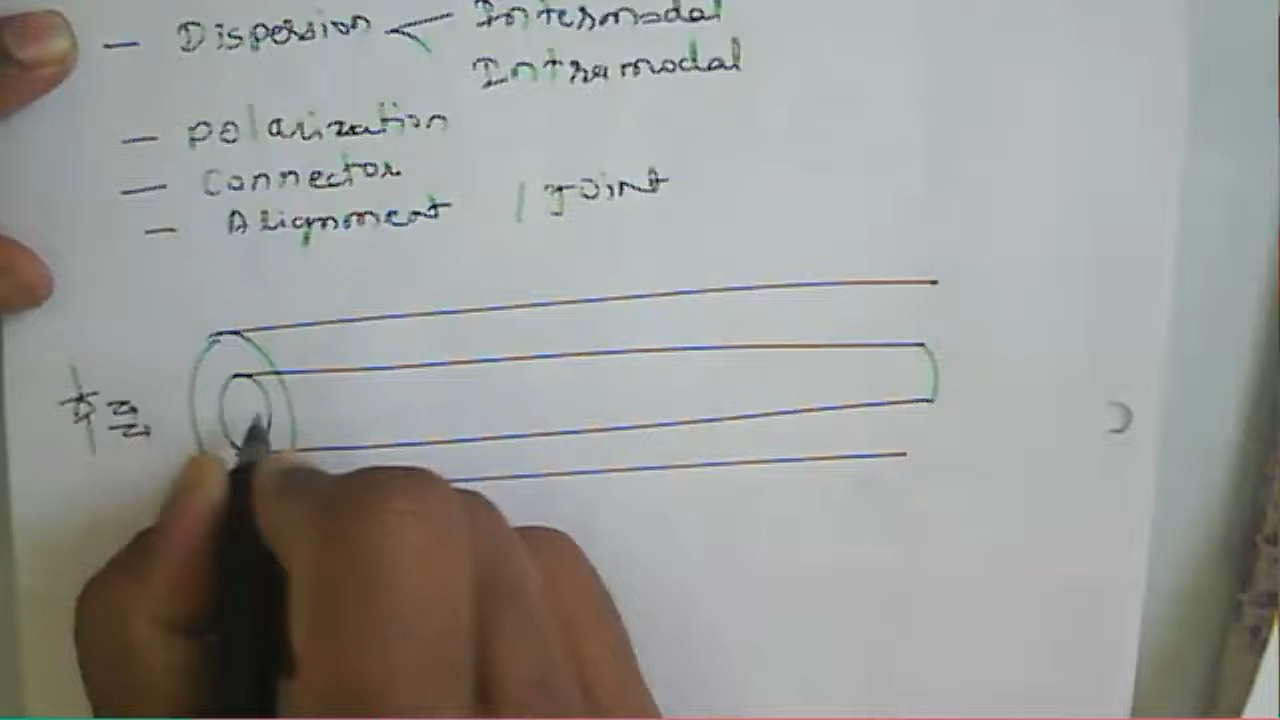 – Dispersion < Intermodal
Intramodal
– Polarization
– Connector
– Alignment / Joint